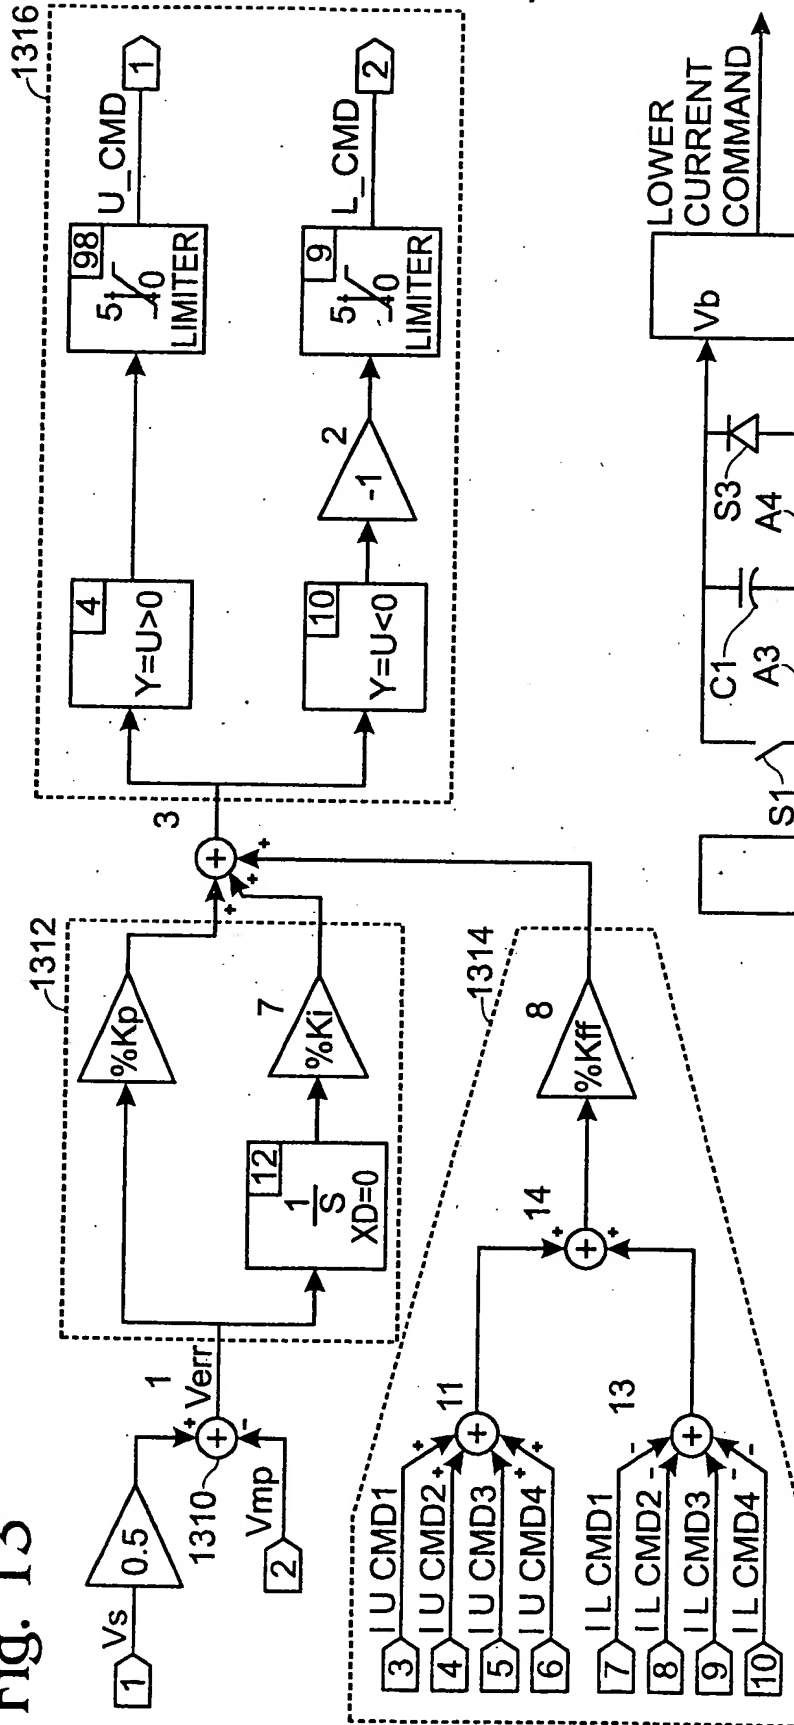 Fig. 13
1
Vs
0.5
1310
Vmp
2
1
Verr
1312
%Kp
12
1
S
XD=0
7
%Ki
3
1316
4
Y=U>0
98
5
0
LIMITER
U_CMD
1
10
Y=U<0
2
-1
9
5
0
LIMITER
L_CMD
2
3
I U CMD1
4
I U CMD2
5
I U CMD3
6
I U CMD4
11
7
I L CMD1
8
I L CMD2
9
I L CMD3
10
I L CMD4
13
14
8
%Kff
1314
S1
A3
C1
A4
S3
Vb
LOWER
CURRENT
COMMAND